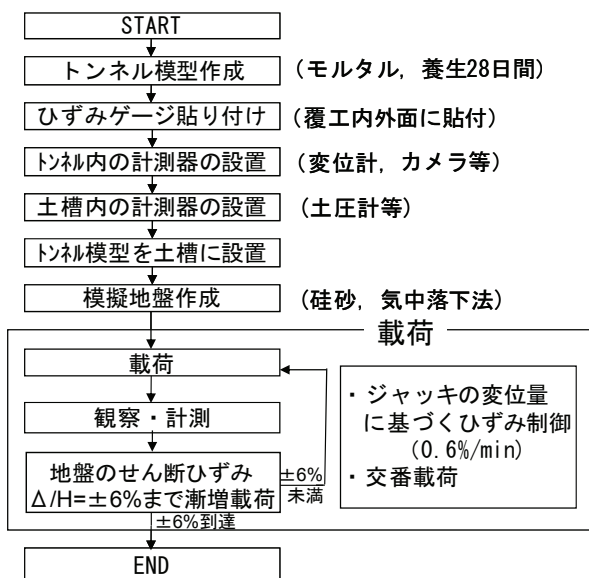 START
トンネル模型作成
(モルタル, 養生28日間)
ひずみゲージ貼り付け
(覆工内外面に貼付)
ﾄﾝﾈﾙ内の計測器の設置
(変位計, カメラ等)
土槽内の計測器の設置
(土圧計等)
ﾄﾝﾈﾙ模型を土槽に設置
模擬地盤作成
(硅砂, 気中落下法)
載荷
載荷
観察・計測
地盤のせん断ひずみ
Δ/H=±6%まで漸増載荷
±6%
未満
±6%到達
・ジャッキの変位量
に基づくひずみ制御
(0.6%/min)
・交番載荷
END